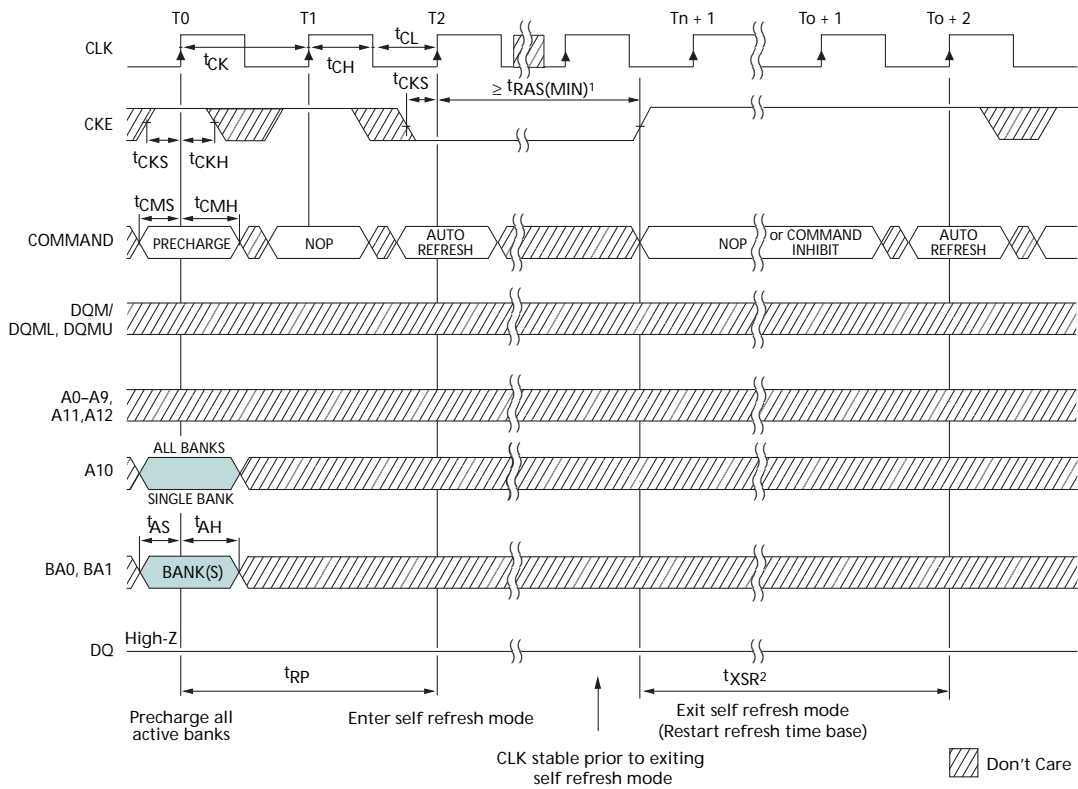 T0 T1 T2 Tn + 1 To + 1 To + 2
CLK
tCK tCH tCL
tCKS ≥ tRAS(MIN)1
CKE
tCKS tCKH
tCMS tCMH
COMMAND PRECHARGE NOP AUTO REFRESH NOP or COMMAND INHIBIT AUTO REFRESH
DQM/
DQML, DQMU
A0–A9,
A11,A12
ALL BANKS
A10
SINGLE BANK
tAS tAH
BA0, BA1 BANK(S)
High-Z
DQ
tRP tXSR2
Precharge all
active banks
Enter self refresh mode
Exit self refresh mode
(Restart refresh time base)
CLK stable prior to exiting
self refresh mode
Don't Care